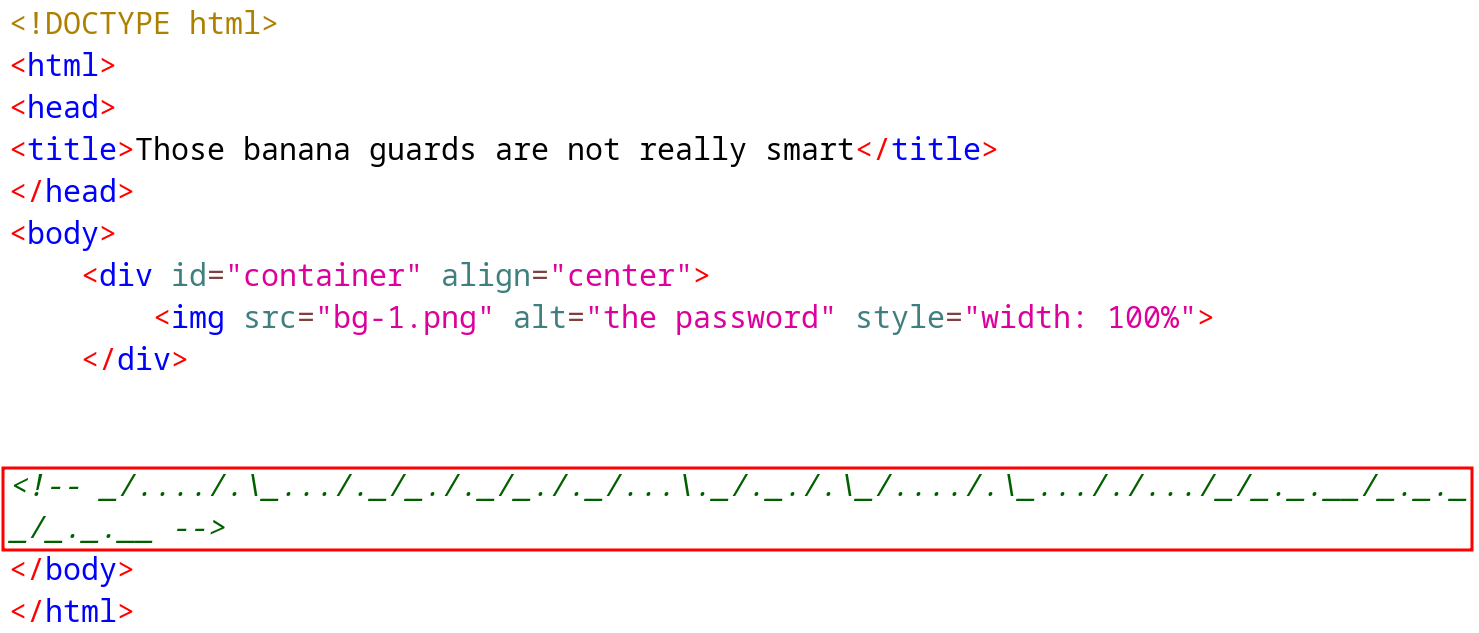 <!DOCTYPE html>
<html>
<head>
<title>Those banana guards are not really smart</title>
</head>
<body>
    <div id="container" align="center">
        <img src="bg-1.png" alt="the password" style="width: 100%">
    </div>
<!-- _/..../.\_.../._/_./._/_./._/...\._/._./.\_/..../.\_..././.../_/_._.__/_._._
_/_._.__ -->
</body>
</html>